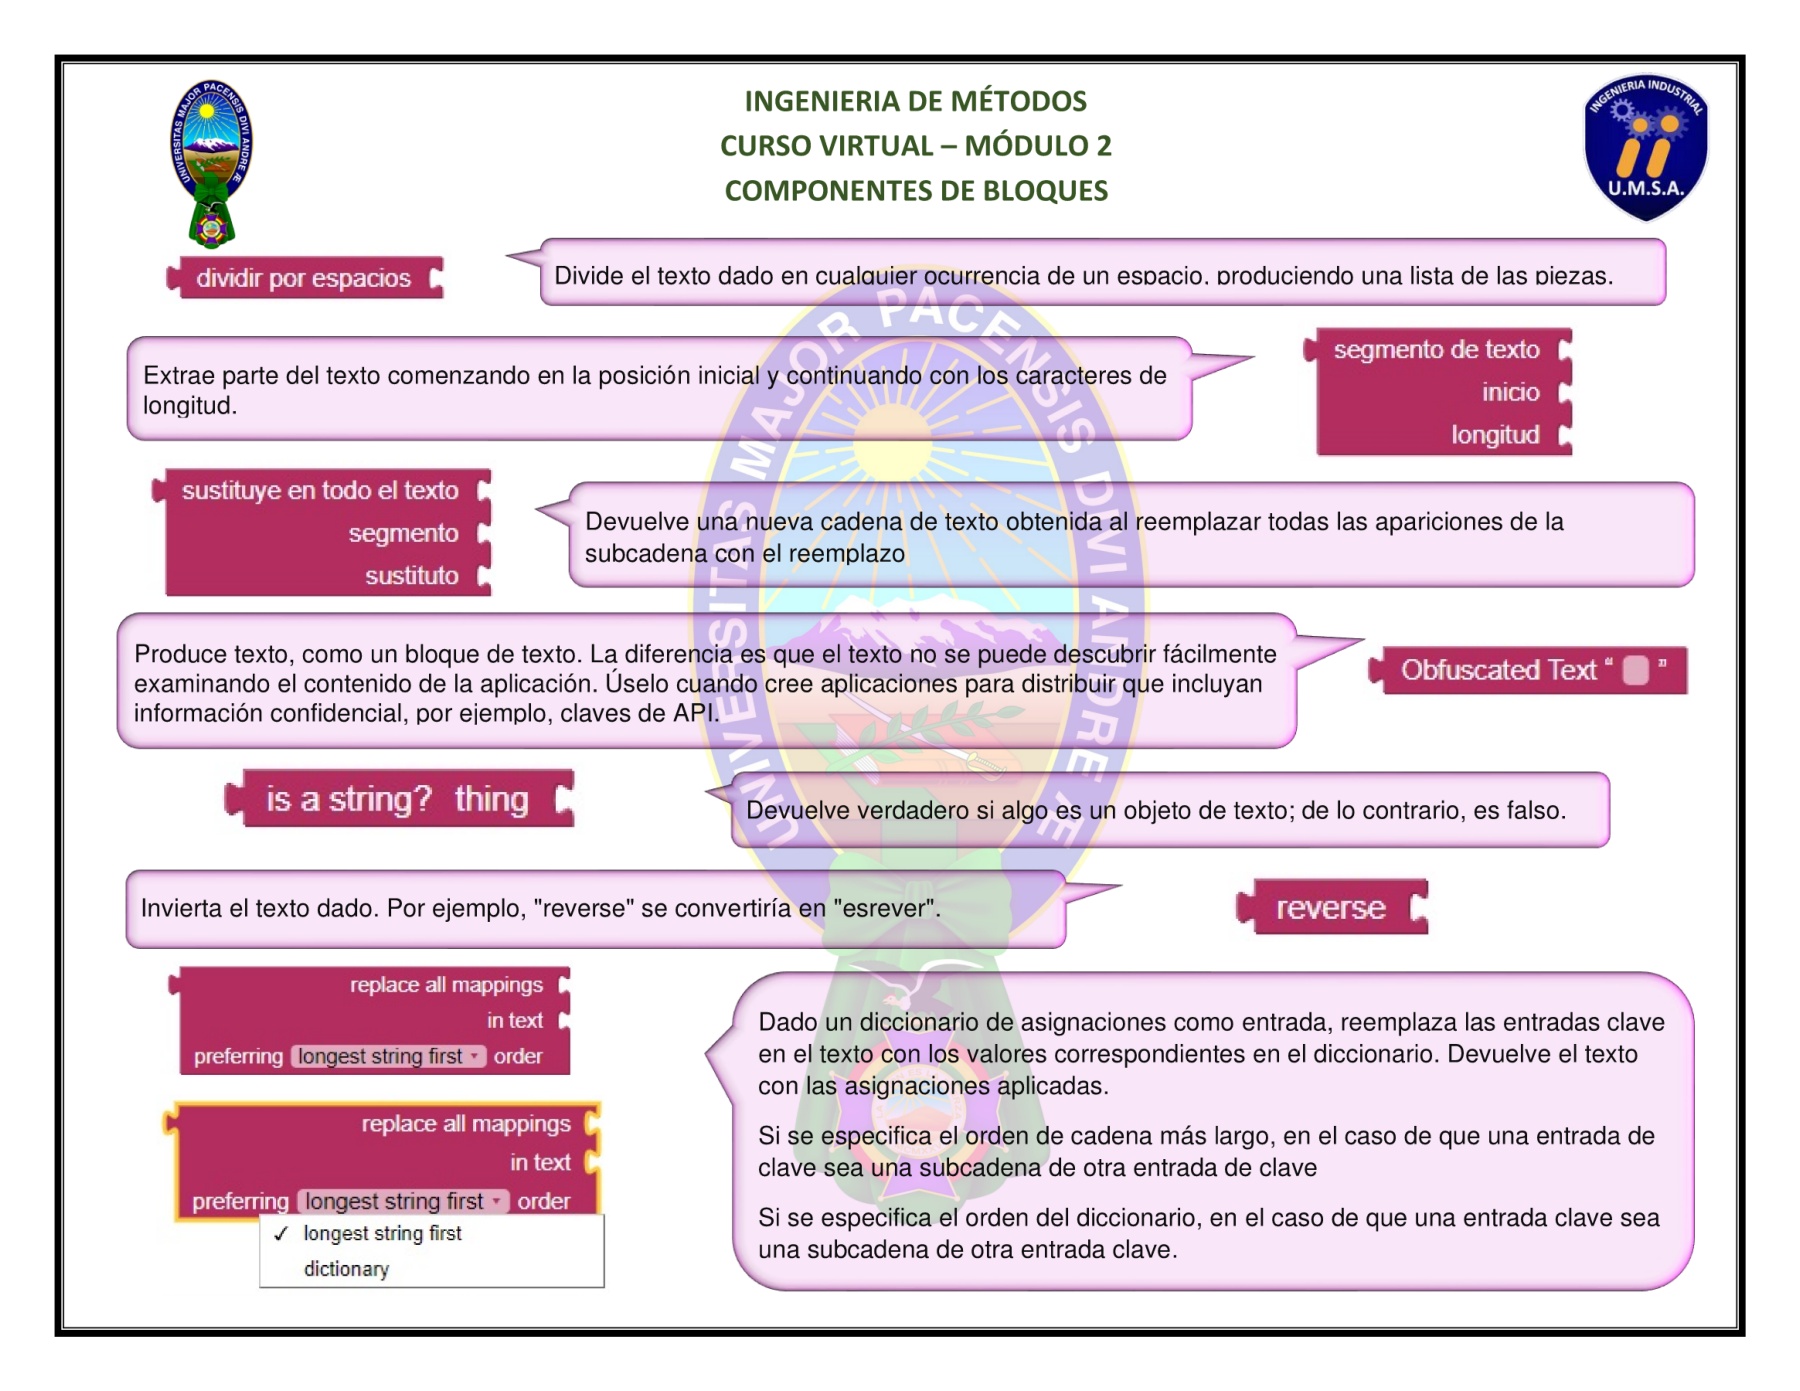 INGENIERIA DE MÉTODOS
CURSO VIRTUAL – MÓDULO 2
COMPONENTES DE BLOQUES
UNIVERSITAS MAJOR PACENSIS DIVI ANDRE Æ
INGENIERIA INDUSTRIAL
U.M.S.A.
dividir por espacios
Divide el texto dado en cualquier ocurrencia de un espacio, produciendo una lista de las piezas.
Extrae parte del texto comenzando en la posición inicial y continuando con los caracteres de
longitud.
segmento de texto
inicio
longitud
sustituye en todo el texto
segmento
sustituto
Devuelve una nueva cadena de texto obtenida al reemplazar todas las apariciones de la
subcadena con el reemplazo
Produce texto, como un bloque de texto. La diferencia es que el texto no se puede descubrir fácilmente
examinando el contenido de la aplicación. Úselo cuando cree aplicaciones para distribuir que incluyan
información confidencial, por ejemplo, claves de API.
Obfuscated Text “ ”
is a string? thing
Devuelve verdadero si algo es un objeto de texto; de lo contrario, es falso.
Invierta el texto dado. Por ejemplo, "reverse" se convertiría en "esrever".
reverse
replace all mappings
in text
preferring longest string first order
replace all mappings
in text
preferring longest string first order
✓ longest string first
dictionary
Dado un diccionario de asignaciones como entrada, reemplaza las entradas clave
en el texto con los valores correspondientes en el diccionario. Devuelve el texto
con las asignaciones aplicadas.
Si se especifica el orden de cadena más largo, en el caso de que una entrada de
clave sea una subcadena de otra entrada de clave
Si se especifica el orden del diccionario, en el caso de que una entrada clave sea
una subcadena de otra entrada clave.
UNIVERSITAS MAJOR PACENSIS DIVI ANDRE Æ